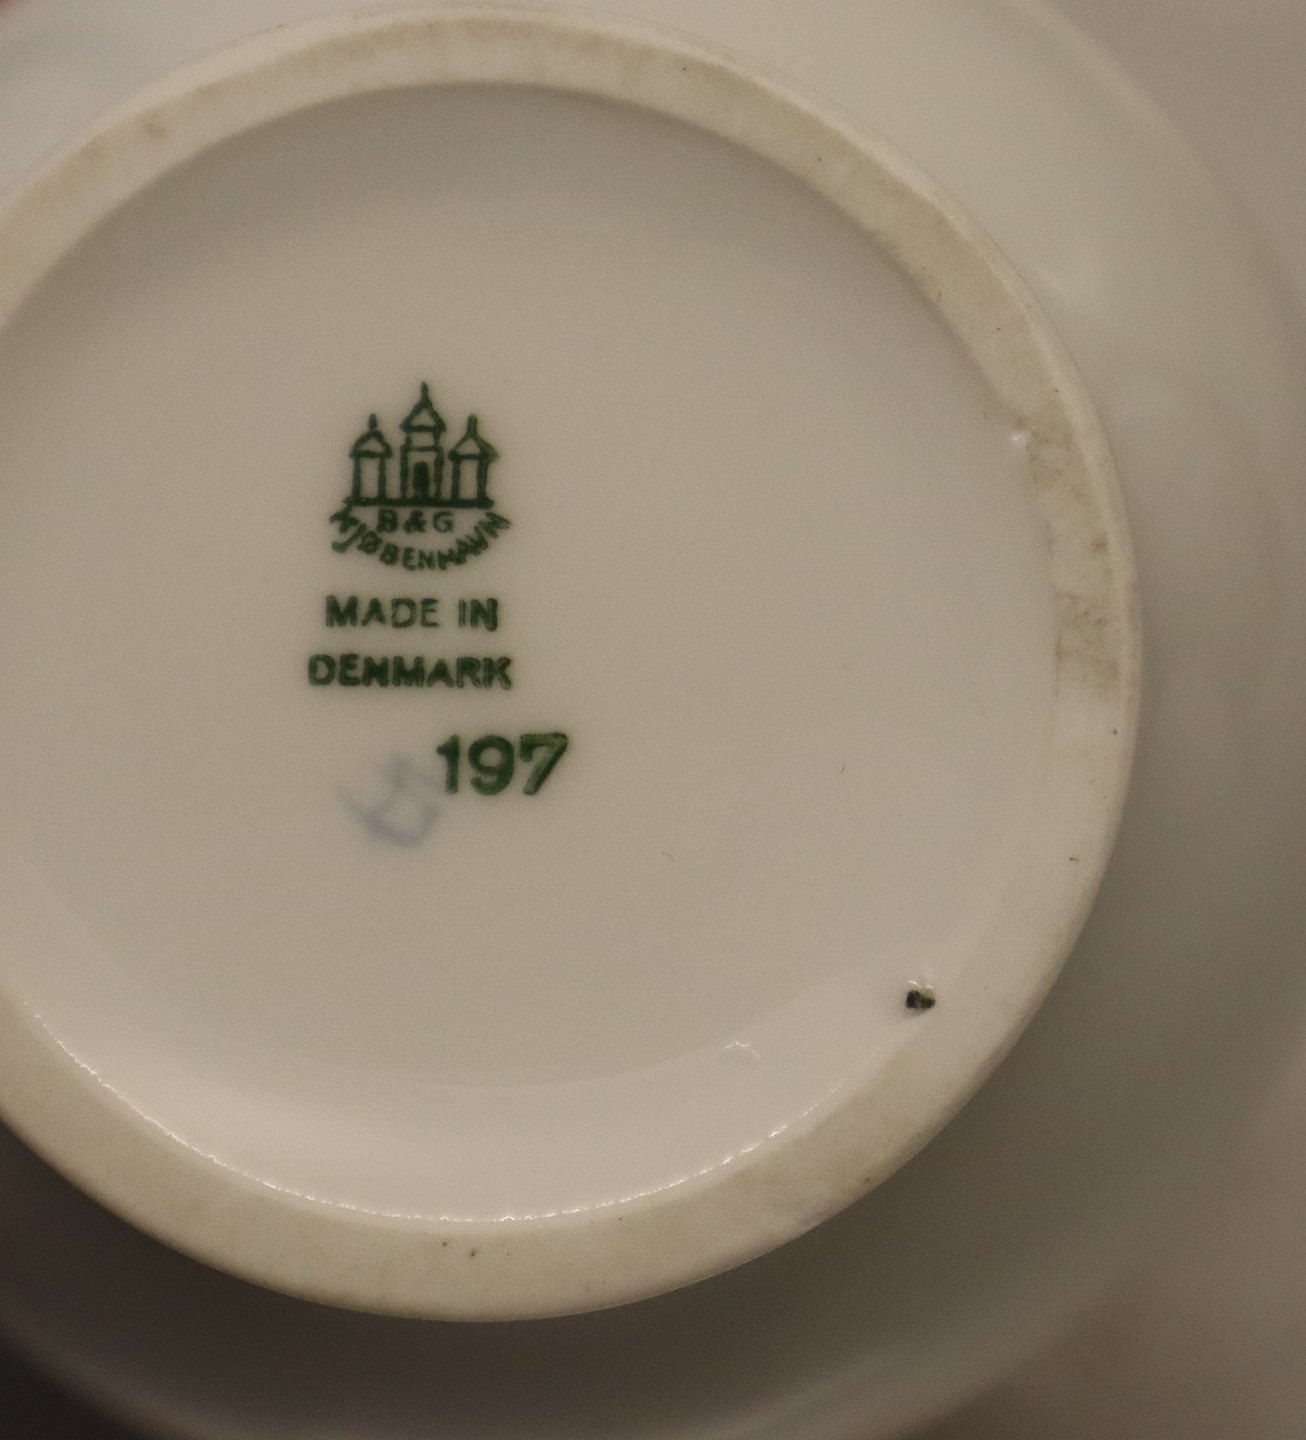 B&G
KJØBENHAVN
MADE IN
DENMARK
197